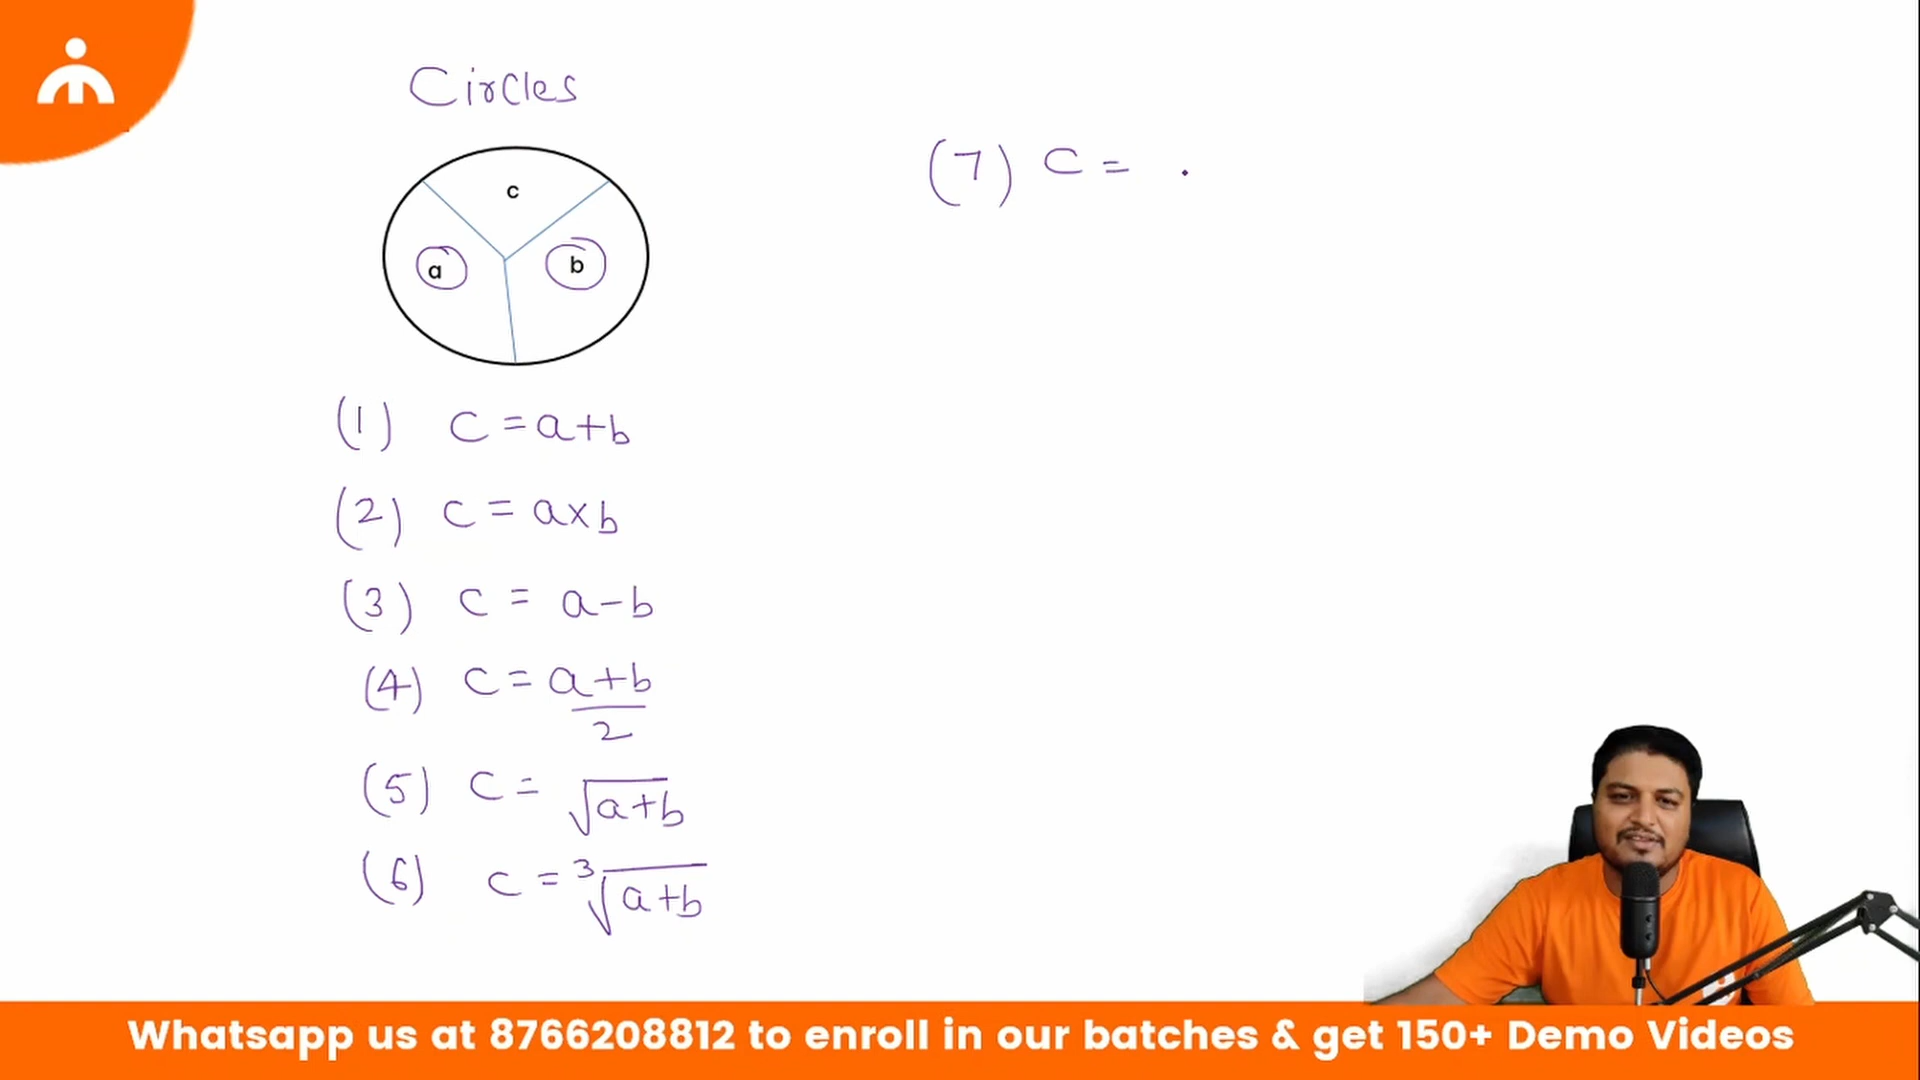 Circles
c
a
b
(1) C = a+b
(2) C = a×b
(3) C = a-b
(4) C = a+b
2
(5) C = √a+b
(6) C = ³√a+b
(7) C = .
Whatsapp us at 8766208812 to enroll in our batches & get 150+ Demo Videos